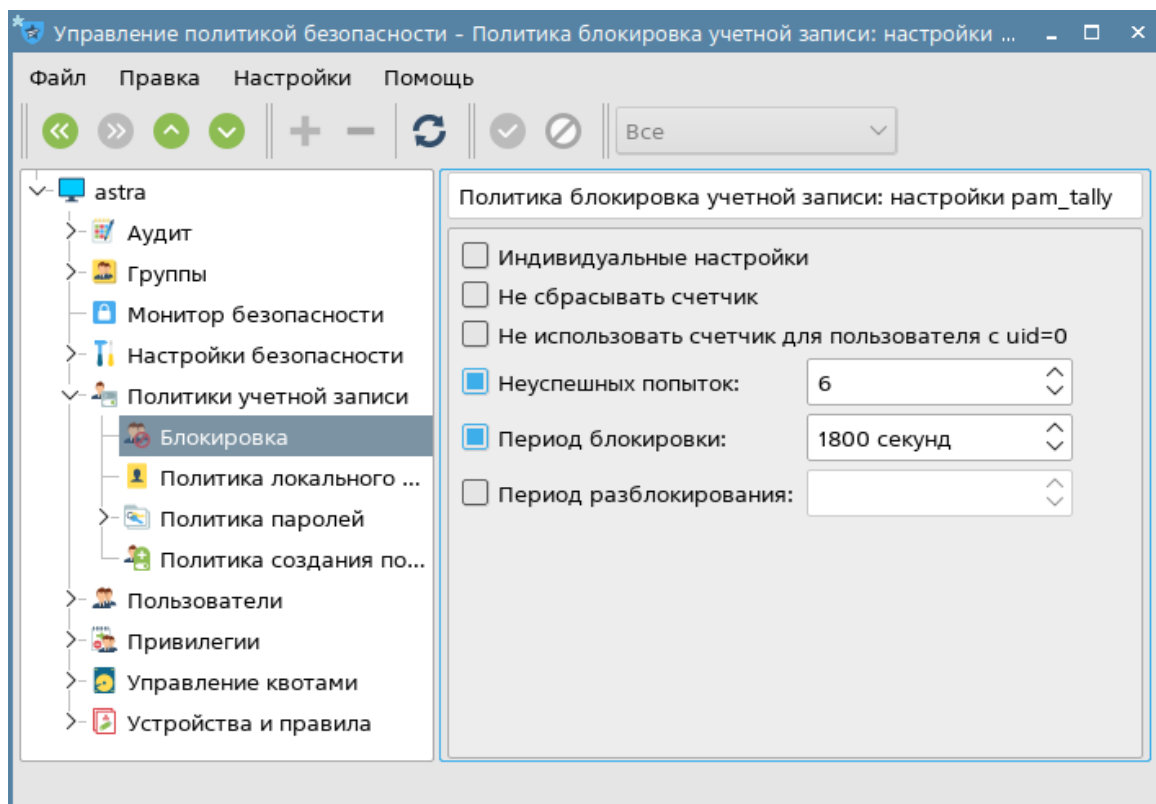 Управление политикой безопасности - Политика блокировка учетной записи: настройки ...
Файл Правка Настройки Помощь
Все
astra
Аудит
Группы
Монитор безопасности
Настройки безопасности
Политики учетной записи
Блокировка
Политика локального ...
Политика паролей
Политика создания по...
Пользователи
Привилегии
Управление квотами
Устройства и правила
Политика блокировка учетной записи: настройки pam_tally
Индивидуальные настройки
Не сбрасывать счетчик
Не использовать счетчик для пользователя с uid=0
Неуспешных попыток: 6
Период блокировки: 1800 секунд
Период разблокирования: